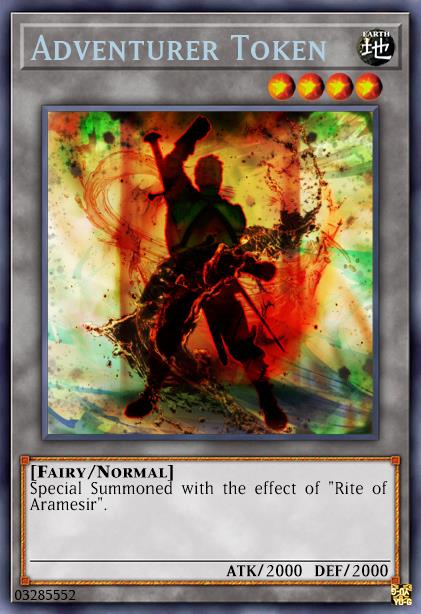 ADVENTURER TOKEN
EARTH
地
[FAIRY/NORMAL]
Special Summoned with the effect of "Rite of
Aramesir".
ATK/2000 DEF/2000
03285552